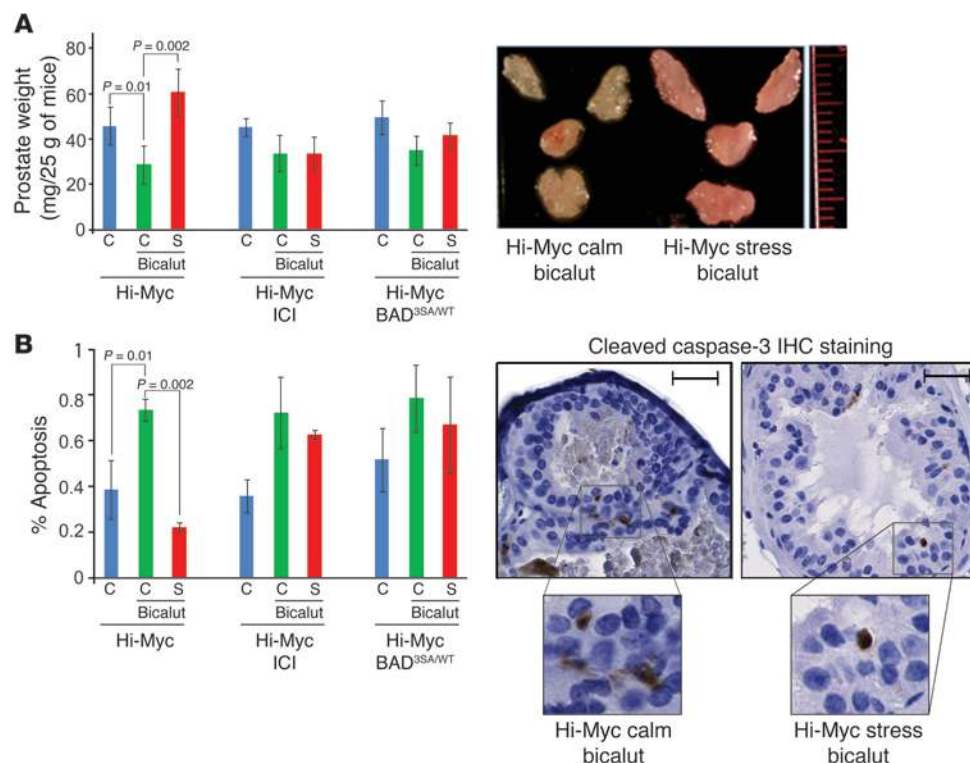 A
Prostate weight
(mg/25 g of mice)
80
60
40
20
0
P = 0.002
P = 0.01
C C S C C S C C S
Bicalut Bicalut Bicalut
Hi-Myc Hi-Myc Hi-Myc
ICI BAD3SA/WT
Hi-Myc calm Hi-Myc stress
bicalut bicalut
B
% Apoptosis
1
0.8
0.6
0.4
0.2
0
P = 0.01
P = 0.002
C C S C C S C C S
Bicalut Bicalut Bicalut
Hi-Myc Hi-Myc Hi-Myc
ICI BAD3SA/WT
Cleaved caspase-3 IHC staining
Hi-Myc calm Hi-Myc stress
bicalut bicalut